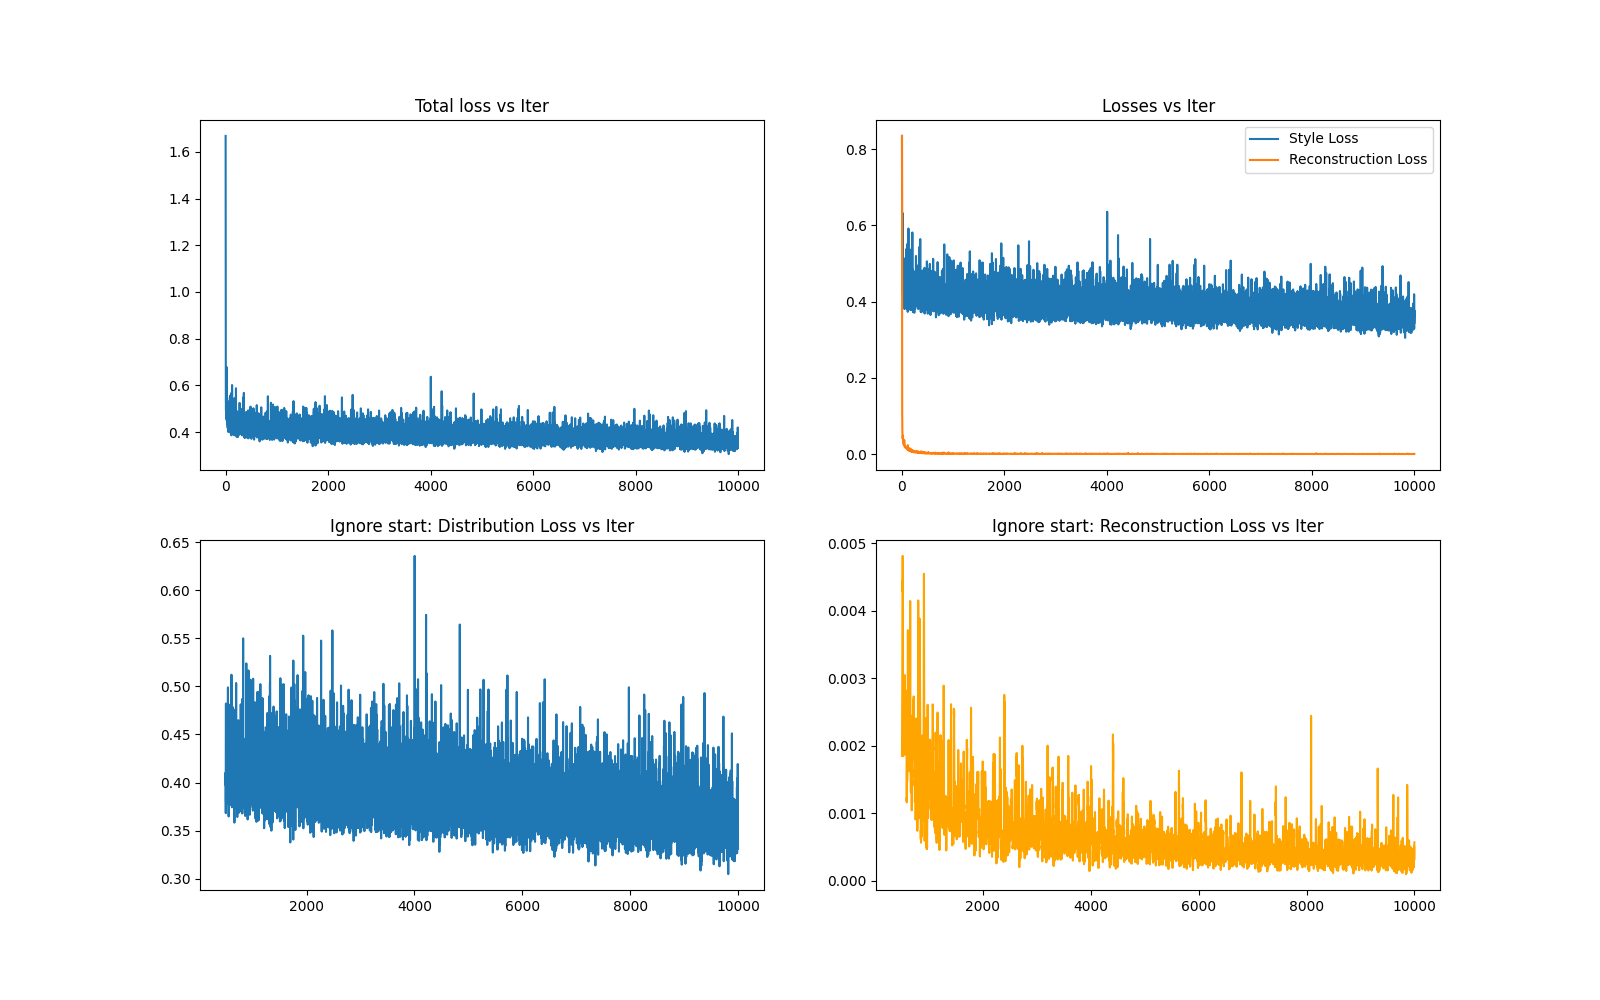 Total loss vs Iter
1.6
1.4
1.2
1.0
0.8
0.6
0.4
0 2000 4000 6000 8000 10000
Losses vs Iter
Style Loss
Reconstruction Loss
0.8
0.6
0.4
0.2
0.0
0 2000 4000 6000 8000 10000
Ignore start: Distribution Loss vs Iter
0.65
0.60
0.55
0.50
0.45
0.40
0.35
0.30
2000 4000 6000 8000 10000
Ignore start: Reconstruction Loss vs Iter
0.005
0.004
0.003
0.002
0.001
0.000
2000 4000 6000 8000 10000